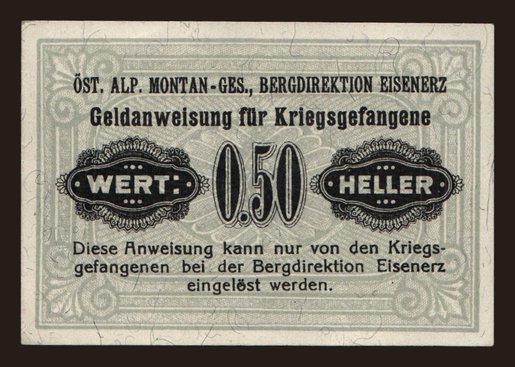 ÖST. ALP. MONTAN-GES., BERGDIREKTION EISENERZ
Geldanweisung für Kriegsgefangene
WERT: 0.50 HELLER
Diese Anweisung kann nur von den Kriegs-
gefangenen bei der Bergdirektion Eisenerz
eingelöst werden.